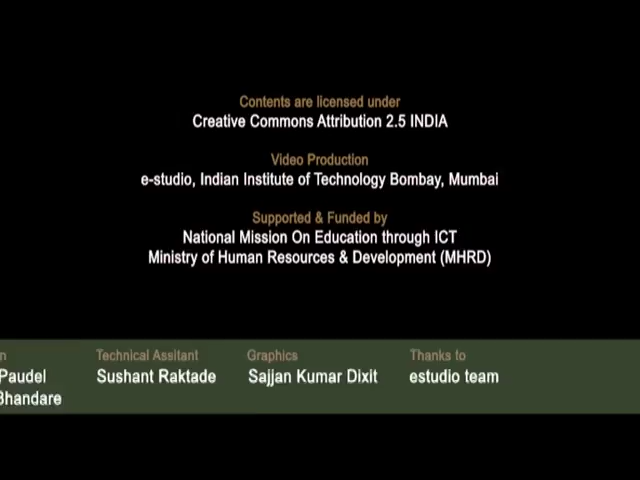 Contents are licensed under
Creative Commons Attribution 2.5 INDIA
Video Production
e-studio, Indian Institute of Technology Bombay, Mumbai
Supported & Funded by
National Mission On Education through ICT
Ministry of Human Resources & Development (MHRD)
n Technical Assitant Graphics Thanks to
Paudel Sushant Raktade Sajjan Kumar Dixit estudio team
Bhandare